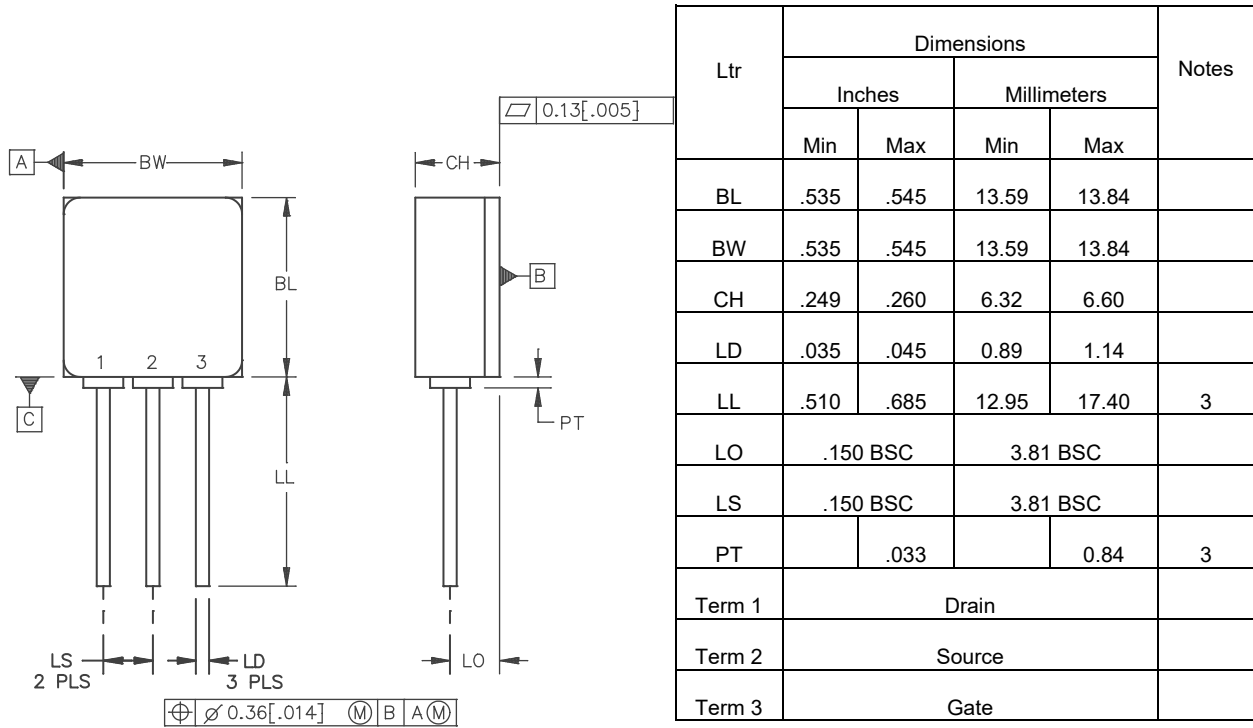 0.13[.005]
A
BW
CH
B
BL
1 2 3
C
PT
LL
LS
2 PLS
LD
3 PLS
LO
⌖ ⌀ 0.36[.014] Ⓜ B A Ⓜ
Ltr Dimensions Notes
Inches Millimeters
Min Max Min Max
BL .535 .545 13.59 13.84
BW .535 .545 13.59 13.84
CH .249 .260 6.32 6.60
LD .035 .045 0.89 1.14
LL .510 .685 12.95 17.40 3
LO .150 BSC 3.81 BSC
LS .150 BSC 3.81 BSC
PT .033 0.84 3
Term 1 Drain
Term 2 Source
Term 3 Gate